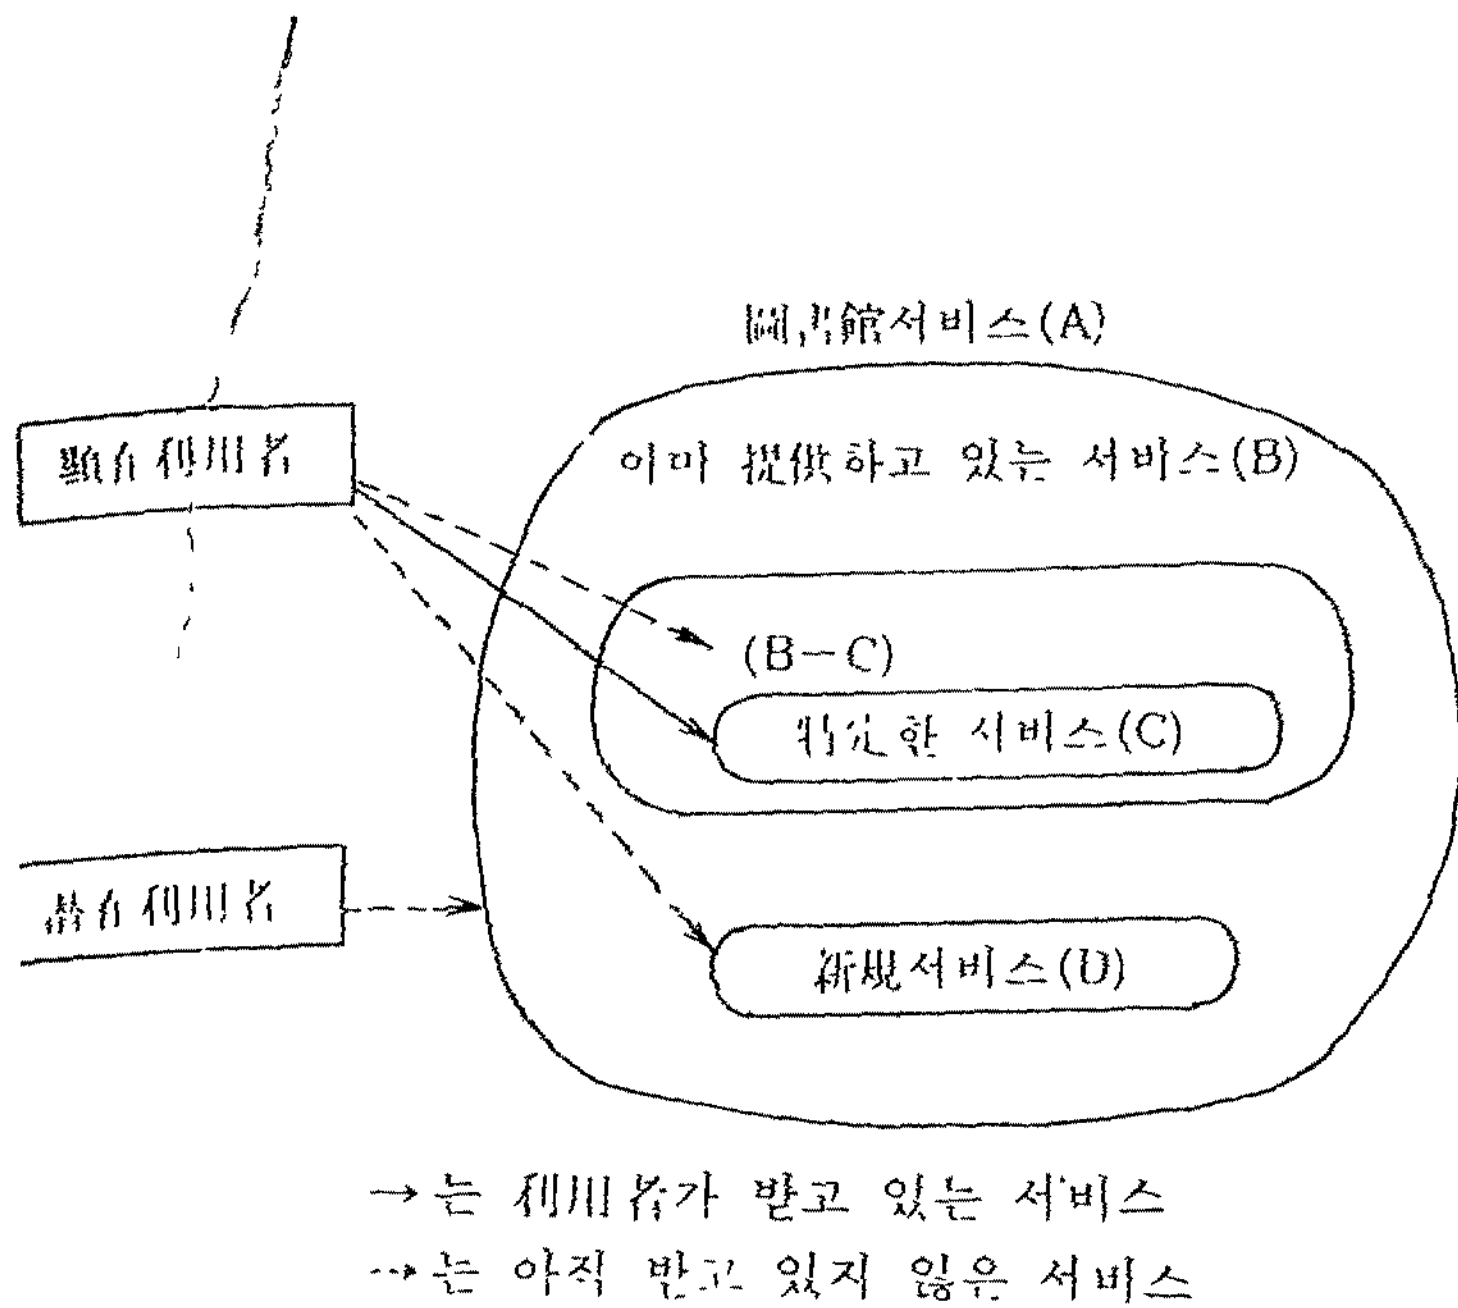 圖書館서비스(A)
顯在利用者
이미 提供하고 있는 서비스(B)
(B-C)
特定한 서비스(C)
潜在利用者
新規서비스(D)
→는 利用者가 받고 있는 서비스
⇢는 아직 받고 있지 않은 서비스